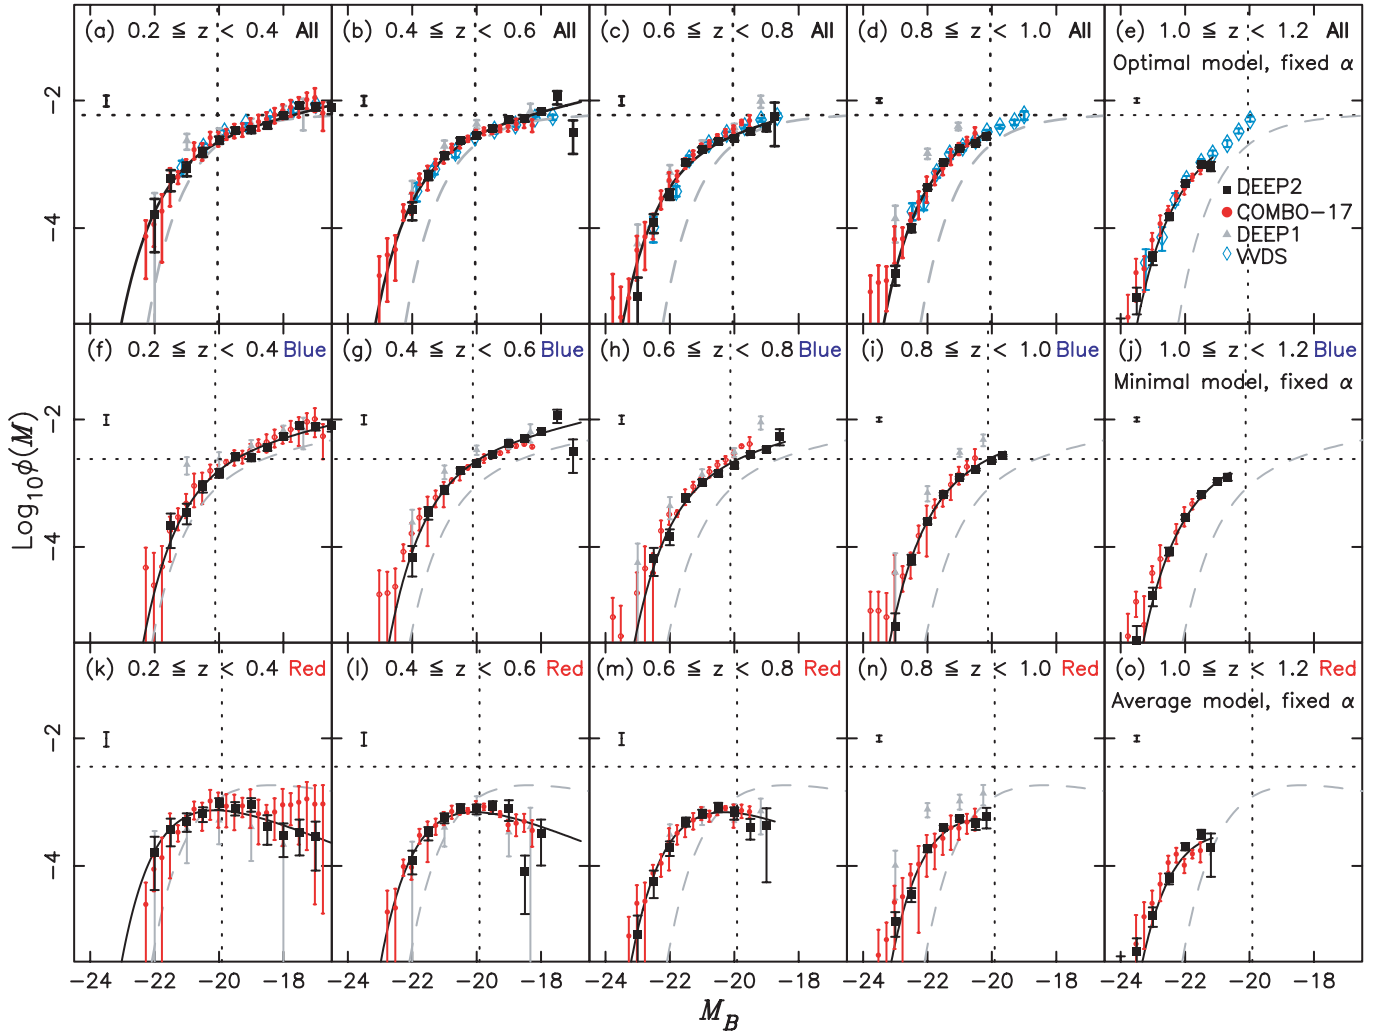 (a) 0.2 ≦ z < 0.4 All
(b) 0.4 ≦ z < 0.6 All
(c) 0.6 ≦ z < 0.8 All
(d) 0.8 ≦ z < 1.0 All
(e) 1.0 ≦ z < 1.2 All
Optimal model, fixed α
DEEP2
COMBO-17
DEEP1
VVDS
-2
-4
(f) 0.2 ≦ z < 0.4 Blue
(g) 0.4 ≦ z < 0.6 Blue
(h) 0.6 ≦ z < 0.8 Blue
(i) 0.8 ≦ z < 1.0 Blue
(j) 1.0 ≦ z < 1.2 Blue
Minimal model, fixed α
-2
-4
Log₁₀φ(M)
(k) 0.2 ≦ z < 0.4 Red
(l) 0.4 ≦ z < 0.6 Red
(m) 0.6 ≦ z < 0.8 Red
(n) 0.8 ≦ z < 1.0 Red
(o) 1.0 ≦ z < 1.2 Red
Average model, fixed α
-2
-4
-24 -22 -20 -18 -24 -22 -20 -18 -24 -22 -20 -18 -24 -22 -20 -18 -24 -22 -20 -18
M_B